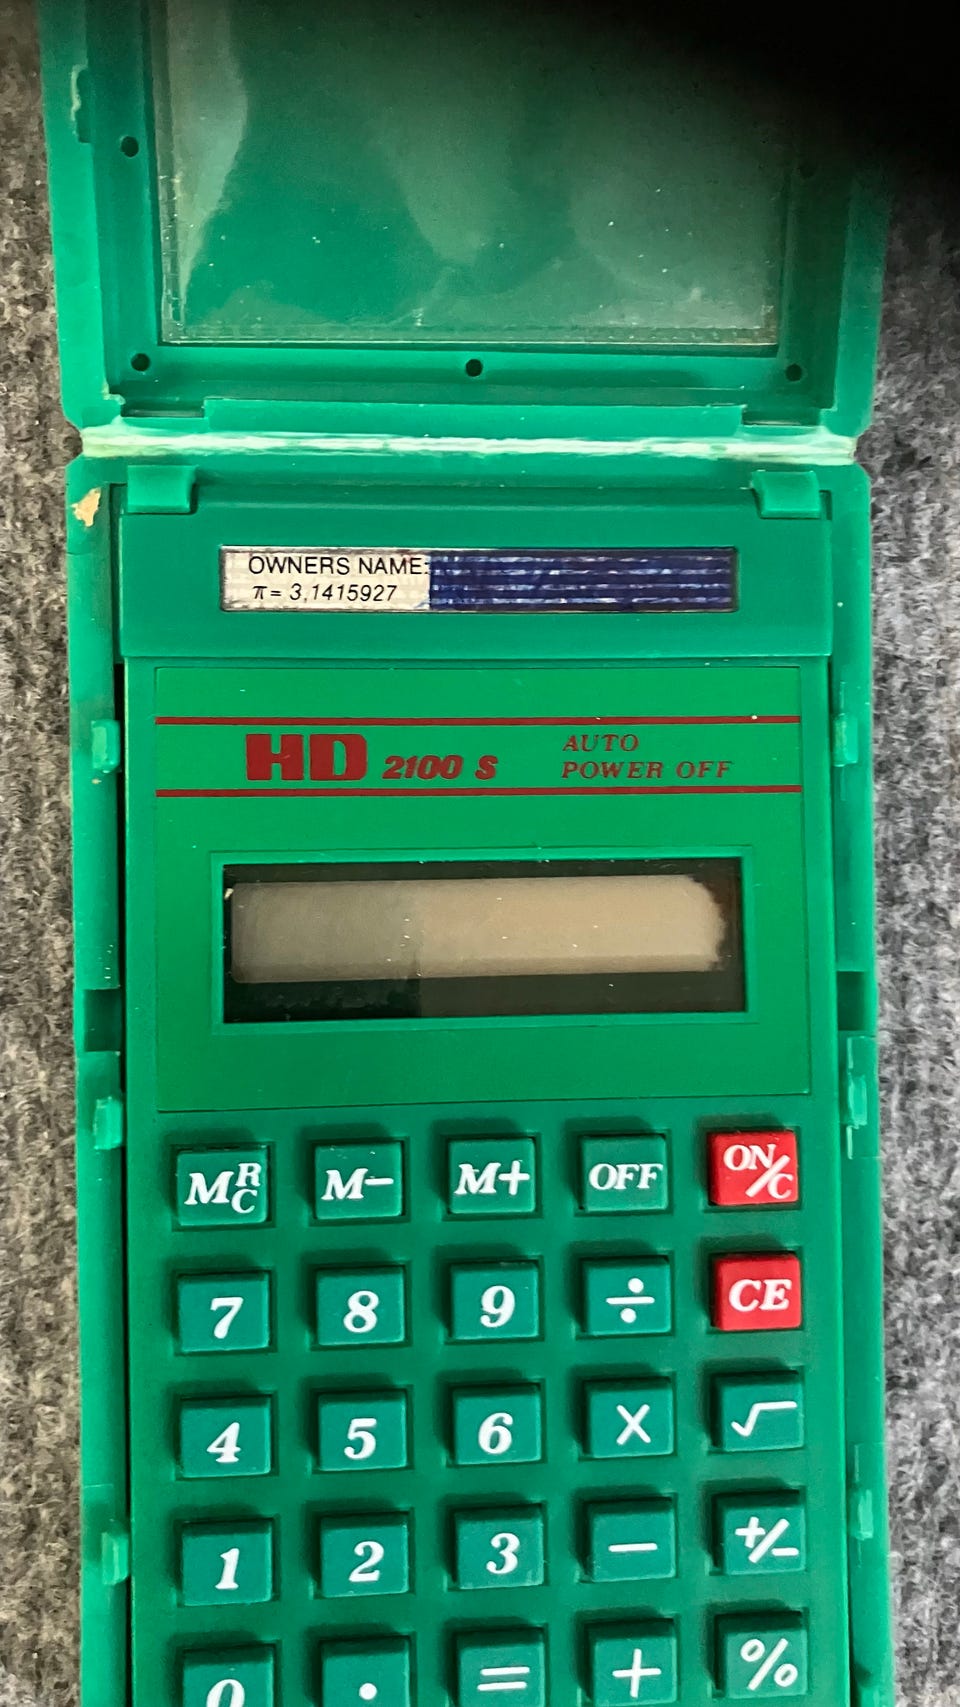 OWNERS NAME:
π = 3,1415927
HD 2100 S AUTO
POWER OFF
MRC M− M+ OFF ON/C
7 8 9 ÷ CE
4 5 6 X √
1 2 3 − +/−
0 . = + %